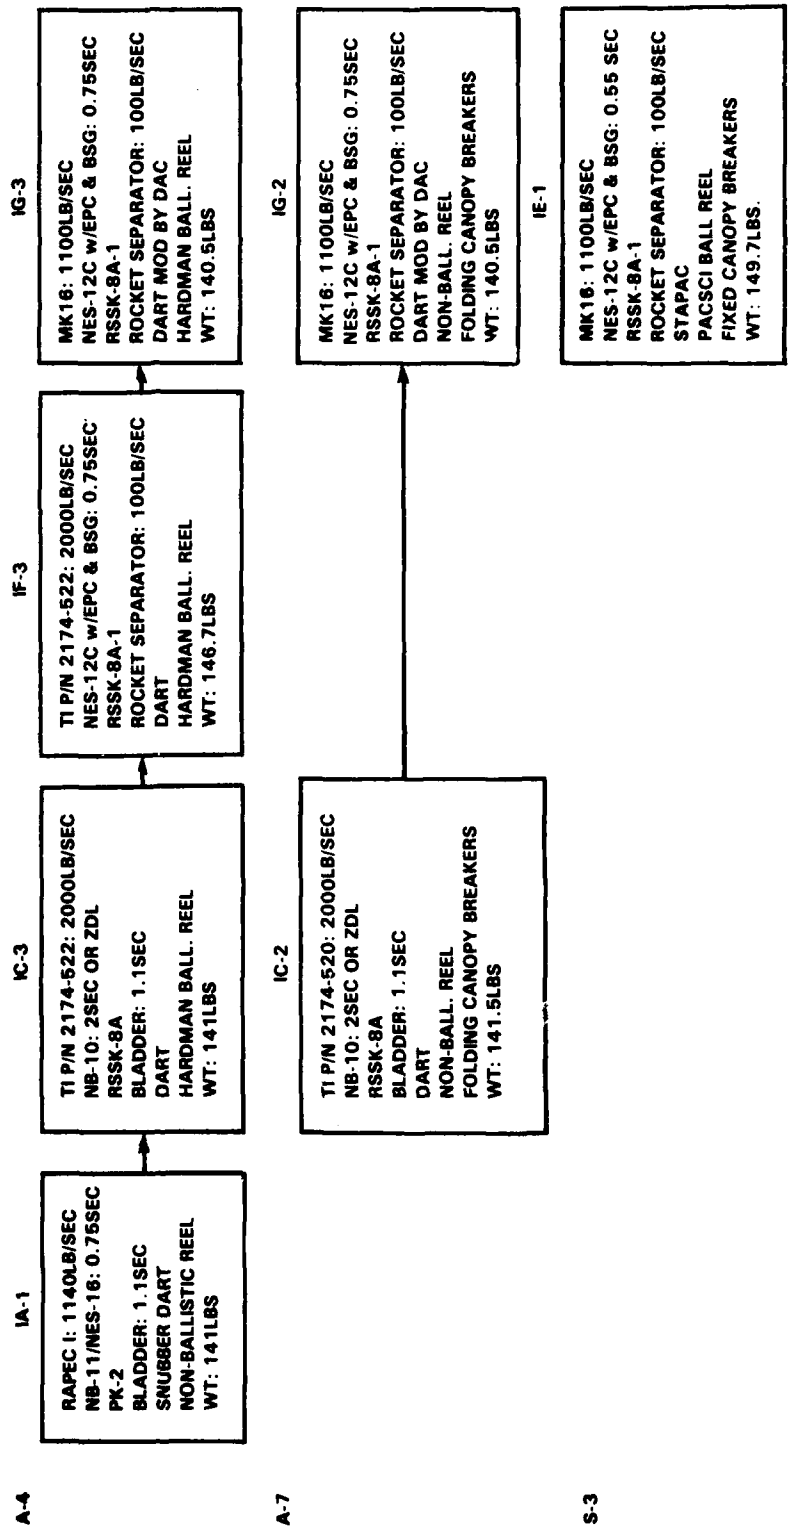 A-4
IA-1
RAPEC I: 1140LB/SEC
NB-11/NES-16: 0.75SEC
PK-2
BLADDER: 1.1SEC
SNUBBER DART
NON-BALLISTIC REEL
WT: 141LBS
IC-3
TI P/N 2174-522: 2000LB/SEC
NB-10: 2SEC OR ZDL
RSSK-8A
BLADDER: 1.1SEC
DART
HARDMAN BALL. REEL
WT: 141LBS
IF-3
TI P/N 2174-522: 2000LB/SEC
NES-12C w/EPC & BSG: 0.75SEC
RSSK-8A-1
ROCKET SEPARATOR: 100LB/SEC
DART
HARDMAN BALL. REEL
WT: 146.7LBS
IG-3
MK16: 1100LB/SEC
NES-12C w/EPC & BSG: 0.75SEC
RSSK-8A-1
ROCKET SEPARATOR: 100LB/SEC
DART MOD BY DAC
HARDMAN BALL. REEL
WT: 140.5LBS
A-7
IC-2
TI P/N 2174-520: 2000LB/SEC
NB-10: 2SEC OR ZDL
RSSK-8A
BLADDER: 1.1SEC
DART
NON-BALL. REEL
FOLDING CANOPY BREAKERS
WT: 141.5LBS
IG-2
MK16: 1100LB/SEC
NES-12C w/EPC & BSG: 0.75SEC
RSSK-8A-1
ROCKET SEPARATOR: 100LB/SEC
DART MOD BY DAC
NON-BALL. REEL
FOLDING CANOPY BREAKERS
WT: 140.5LBS
S-3
IE-1
MK16: 1100LB/SEC
NES-12C w/EPC & BSG: 0.55 SEC
RSSK-8A-1
ROCKET SEPARATOR: 100LB/SEC
STAPAC
PACSCI BALL REEL
FIXED CANOPY BREAKERS
WT: 149.7LBS.